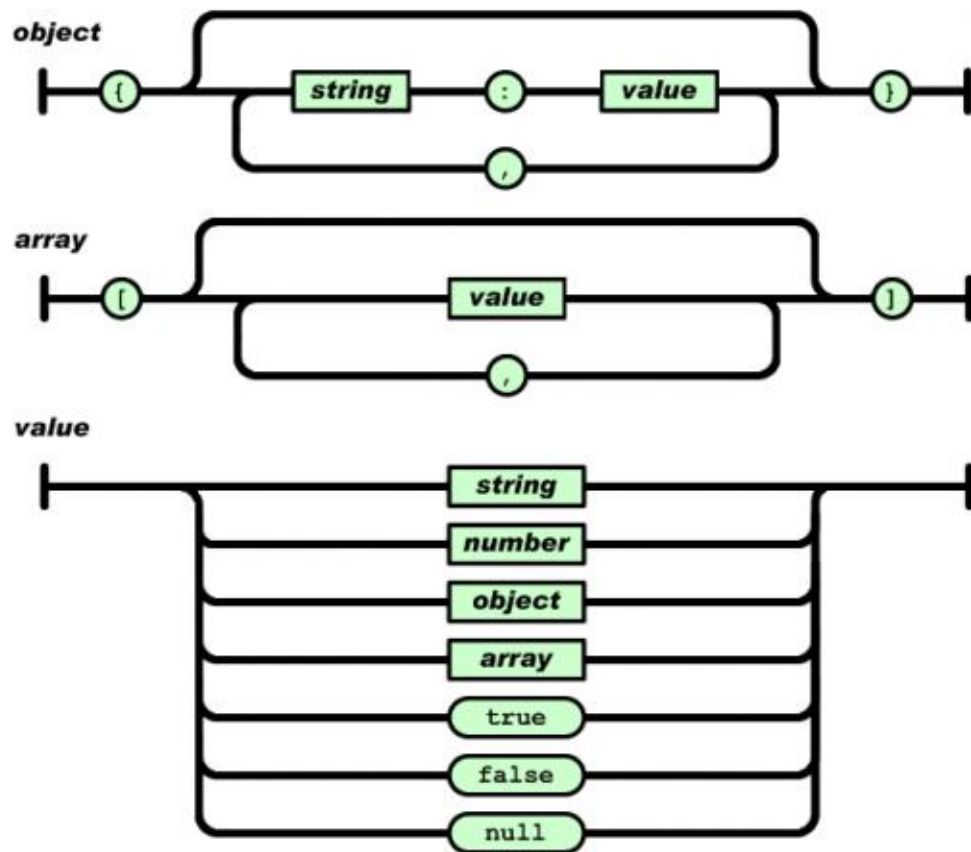 object
{ string : value }
,
array
[ value ]
,
value
string
number
object
array
true
false
null